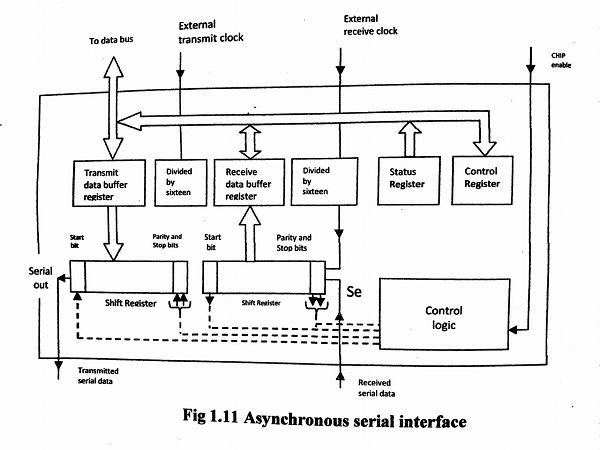 External
transmit clock
External
receive clock
To data bus
CHIP
enable
Transmit
data buffer
register
Divided
by
sixteen
Receive
data buffer
register
Divided
by
sixteen
Status
Register
Control
Register
Start
bit
Parity and
Stop bits
Start
bit
Parity and
Stop bits
Serial
out
Shift Register
Shift Register
Se
Control
logic
Transmitted
serial data
Received
serial data
Fig 1.11 Asynchronous serial interface